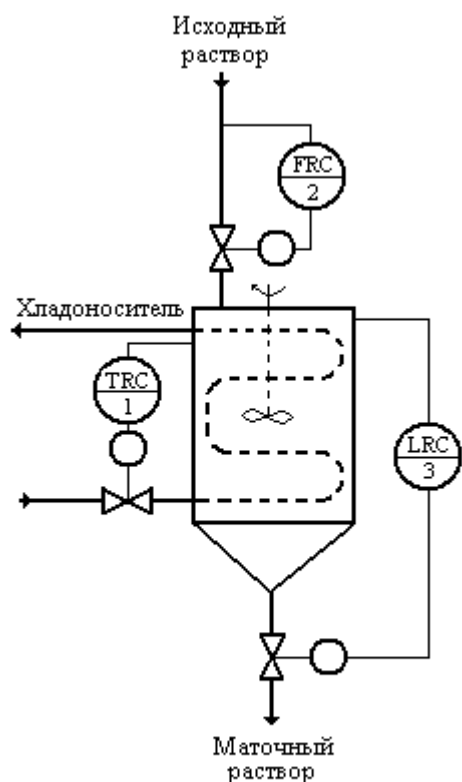 Исходный
раствор
FRC
2
Хладоноситель
TRC
1
LRC
3
Маточный
раствор